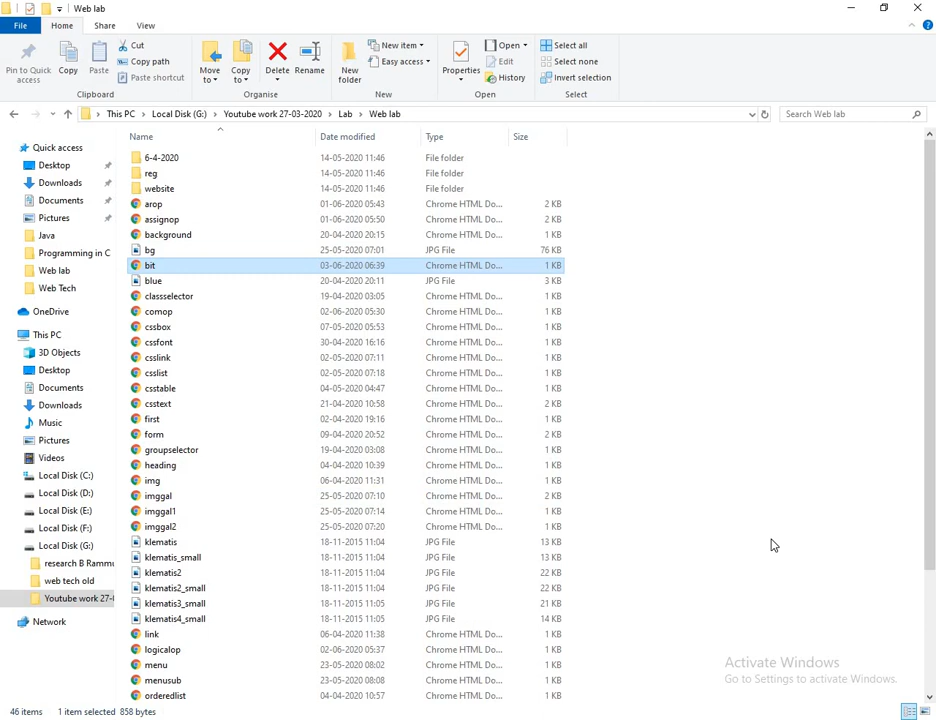 Web lab
File Home Share View
Pin to Quick access
Copy
Paste
Cut
Copy path
Paste shortcut
Clipboard
Move to
Copy to
Delete
Rename
Organise
New folder
New item
Easy access
New
Properties
Open
Edit
History
Open
Select all
Select none
Invert selection
Select
This PC > Local Disk (G:) > Youtube work 27-03-2020 > Lab > Web lab
Search Web lab
Quick access
Desktop
Downloads
Documents
Pictures
Java
Programming in C
Web lab
Web Tech
OneDrive
This PC
3D Objects
Desktop
Documents
Downloads
Music
Pictures
Videos
Local Disk (C:)
Local Disk (D:)
Local Disk (E:)
Local Disk (F:)
Local Disk (G:)
research B Rammu
web tech old
Youtube work 27-
Network
Name Date modified Type Size
6-4-2020 14-05-2020 11:46 File folder
reg 14-05-2020 11:46 File folder
website 14-05-2020 11:46 File folder
arop 01-06-2020 05:43 Chrome HTML Do... 2 KB
assignop 01-06-2020 05:50 Chrome HTML Do... 2 KB
background 20-04-2020 20:15 Chrome HTML Do... 1 KB
bg 25-05-2020 07:01 JPG File 76 KB
bit 03-06-2020 06:39 Chrome HTML Do... 1 KB
blue 20-04-2020 20:11 JPG File 3 KB
classselector 19-04-2020 03:05 Chrome HTML Do... 1 KB
comop 02-06-2020 05:30 Chrome HTML Do... 1 KB
cssbox 07-05-2020 05:53 Chrome HTML Do... 1 KB
cssfont 30-04-2020 16:16 Chrome HTML Do... 1 KB
csslink 02-05-2020 07:11 Chrome HTML Do... 1 KB
csslist 02-05-2020 07:18 Chrome HTML Do... 1 KB
csstable 04-05-2020 04:47 Chrome HTML Do... 1 KB
csstext 21-04-2020 10:58 Chrome HTML Do... 2 KB
first 02-04-2020 19:16 Chrome HTML Do... 1 KB
form 09-04-2020 20:52 Chrome HTML Do... 2 KB
groupselector 19-04-2020 03:08 Chrome HTML Do... 1 KB
heading 04-04-2020 10:39 Chrome HTML Do... 1 KB
img 06-04-2020 11:31 Chrome HTML Do... 1 KB
imggal 25-05-2020 07:10 Chrome HTML Do... 2 KB
imggal1 25-05-2020 07:14 Chrome HTML Do... 1 KB
imggal2 25-05-2020 07:20 Chrome HTML Do... 1 KB
klematis 18-11-2015 11:04 JPG File 13 KB
klematis_small 18-11-2015 11:04 JPG File 13 KB
klematis2 18-11-2015 11:04 JPG File 22 KB
klematis2_small 18-11-2015 11:04 JPG File 22 KB
klematis3_small 18-11-2015 11:05 JPG File 21 KB
klematis4_small 18-11-2015 11:05 JPG File 14 KB
link 06-04-2020 11:38 Chrome HTML Do... 1 KB
logicalop 02-06-2020 05:37 Chrome HTML Do... 1 KB
menu 23-05-2020 08:02 Chrome HTML Do... 1 KB
menusub 23-05-2020 08:08 Chrome HTML Do... 1 KB
orderedlist 04-04-2020 10:57 Chrome HTML Do... 1 KB
Activate Windows
Go to Settings to activate Windows.
46 items 1 item selected 858 bytes